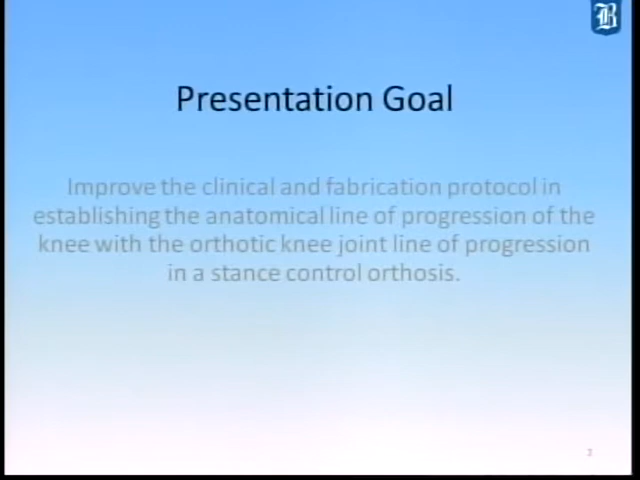 B
Presentation Goal
Improve the clinical and fabrication protocol in
establishing the anatomical line of progression of the
knee with the orthotic knee joint line of progression
in a stance control orthosis.